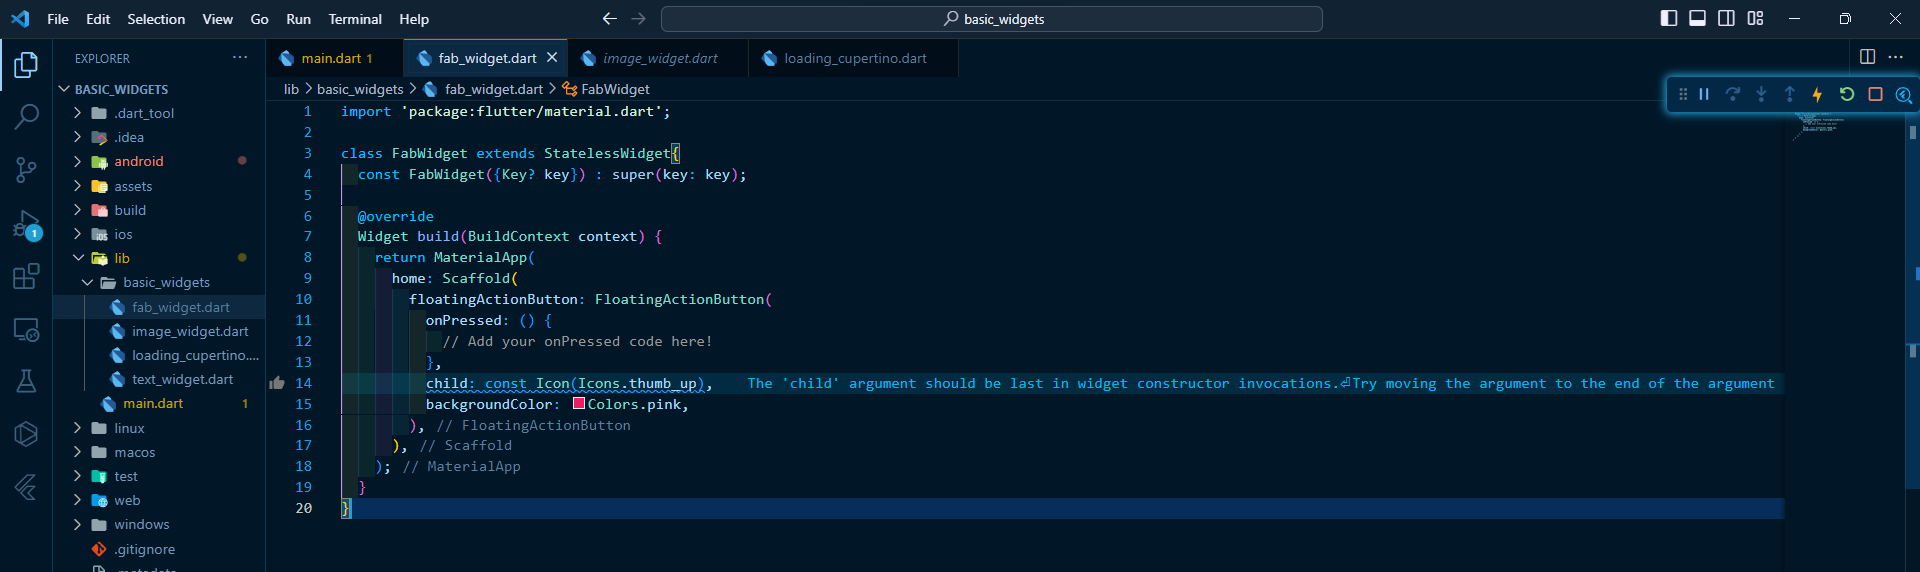 File Edit Selection View Go Run Terminal Help
basic_widgets
EXPLORER
main.dart 1
fab_widget.dart
image_widget.dart
loading_cupertino.dart
BASIC_WIDGETS
lib > basic_widgets > fab_widget.dart > FabWidget
.dart_tool
.idea
android
assets
build
ios
lib
basic_widgets
fab_widget.dart
image_widget.dart
loading_cupertino....
text_widget.dart
main.dart 1
linux
macos
test
web
windows
.gitignore
1
1 import 'package:flutter/material.dart';
2
3 class FabWidget extends StatelessWidget{
4 const FabWidget({Key? key}) : super(key: key);
5
6 @override
7 Widget build(BuildContext context) {
8 return MaterialApp(
9 home: Scaffold(
10 floatingActionButton: FloatingActionButton(
11 onPressed: () {
12 // Add your onPressed code here!
13 },
14 child: const Icon(Icons.thumb_up), The 'child' argument should be last in widget constructor invocations.⏎Try moving the argument to the end of the argument
15 backgroundColor: Colors.pink,
16 ), // FloatingActionButton
17 ), // Scaffold
18 ); // MaterialApp
19 }
20 }